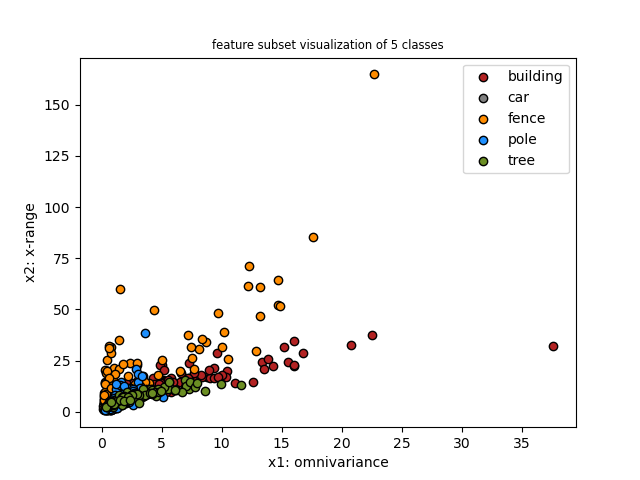 feature subset visualization of 5 classes
building
car
fence
pole
tree
150
125
100
75
50
25
0
x2: x-range
0 5 10 15 20 25 30 35
x1: omnivariance